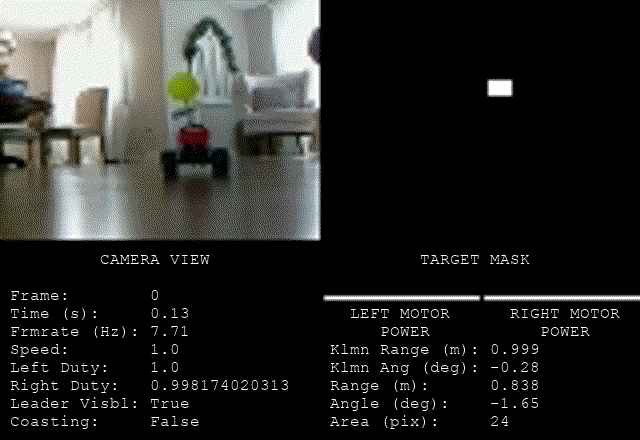 CAMERA VIEW
TARGET MASK
Frame: 0
Time (s): 0.13
Frmrate (Hz): 7.71
Speed: 1.0
Left Duty: 1.0
Right Duty: 0.998174020313
Leader Visbl: True
Coasting: False
LEFT MOTOR
POWER
RIGHT MOTOR
POWER
Klmn Range (m): 0.999
Klmn Ang (deg): -0.28
Range (m): 0.838
Angle (deg): -1.65
Area (pix): 24